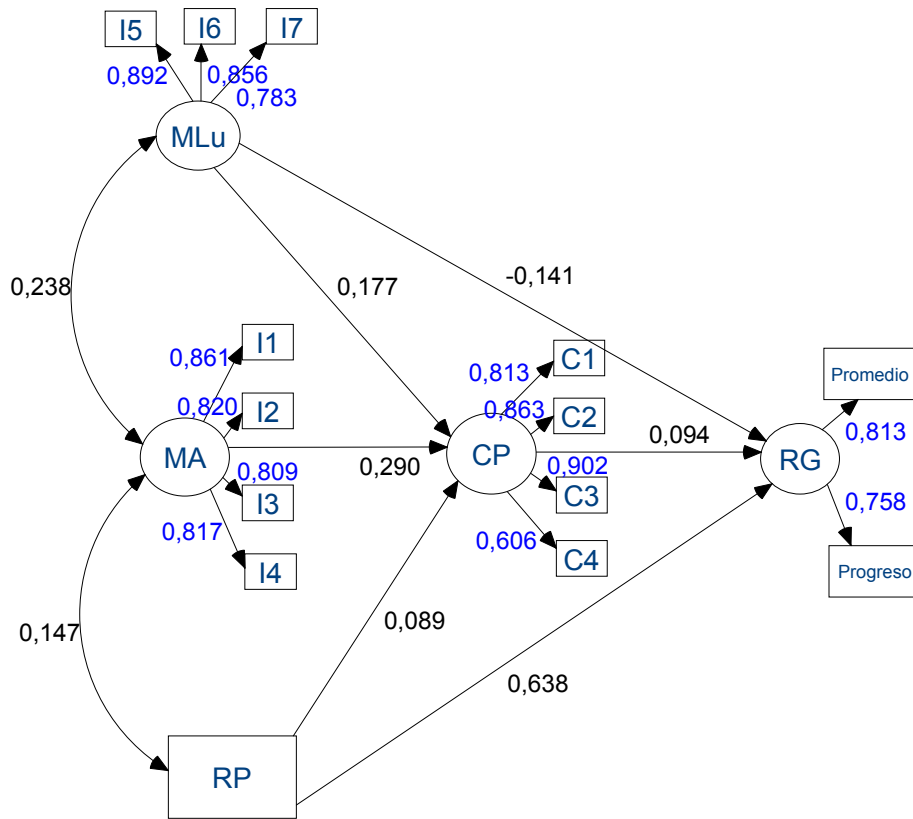 I5
I6
I7
0,892
0,856
0,783
MLu
0,238
0,177
-0,141
I1
0,861
I2
0,820
MA
I3
0,809
0,817
I4
0,290
C1
0,813
C2
0,863
CP
C3
0,902
C4
0,606
0,094
Promedio
0,813
RG
0,758
Progreso
0,147
0,089
0,638
RP